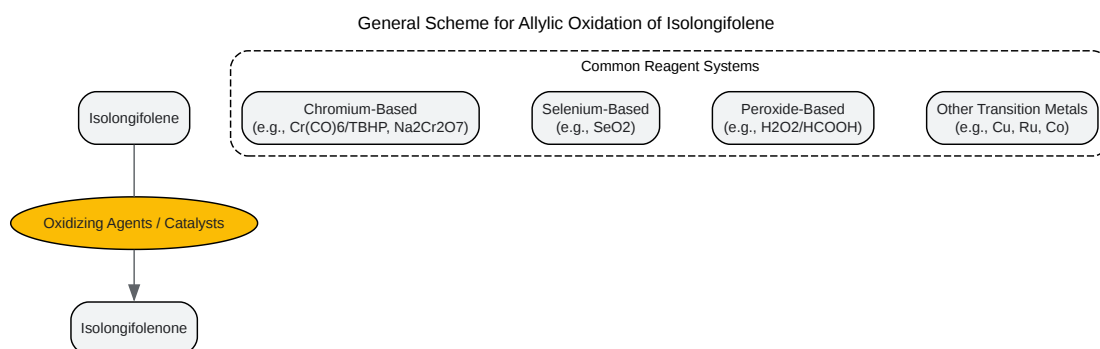 General Scheme for Allylic Oxidation of Isolongifolene
Common Reagent Systems
Isolongifolene
Chromium-Based
(e.g., Cr(CO)6/TBHP, Na2Cr2O7)
Selenium-Based
(e.g., SeO2)
Peroxide-Based
(e.g., H2O2/HCOOH)
Other Transition Metals
(e.g., Cu, Ru, Co)
Oxidizing Agents / Catalysts
Isolongifolenone